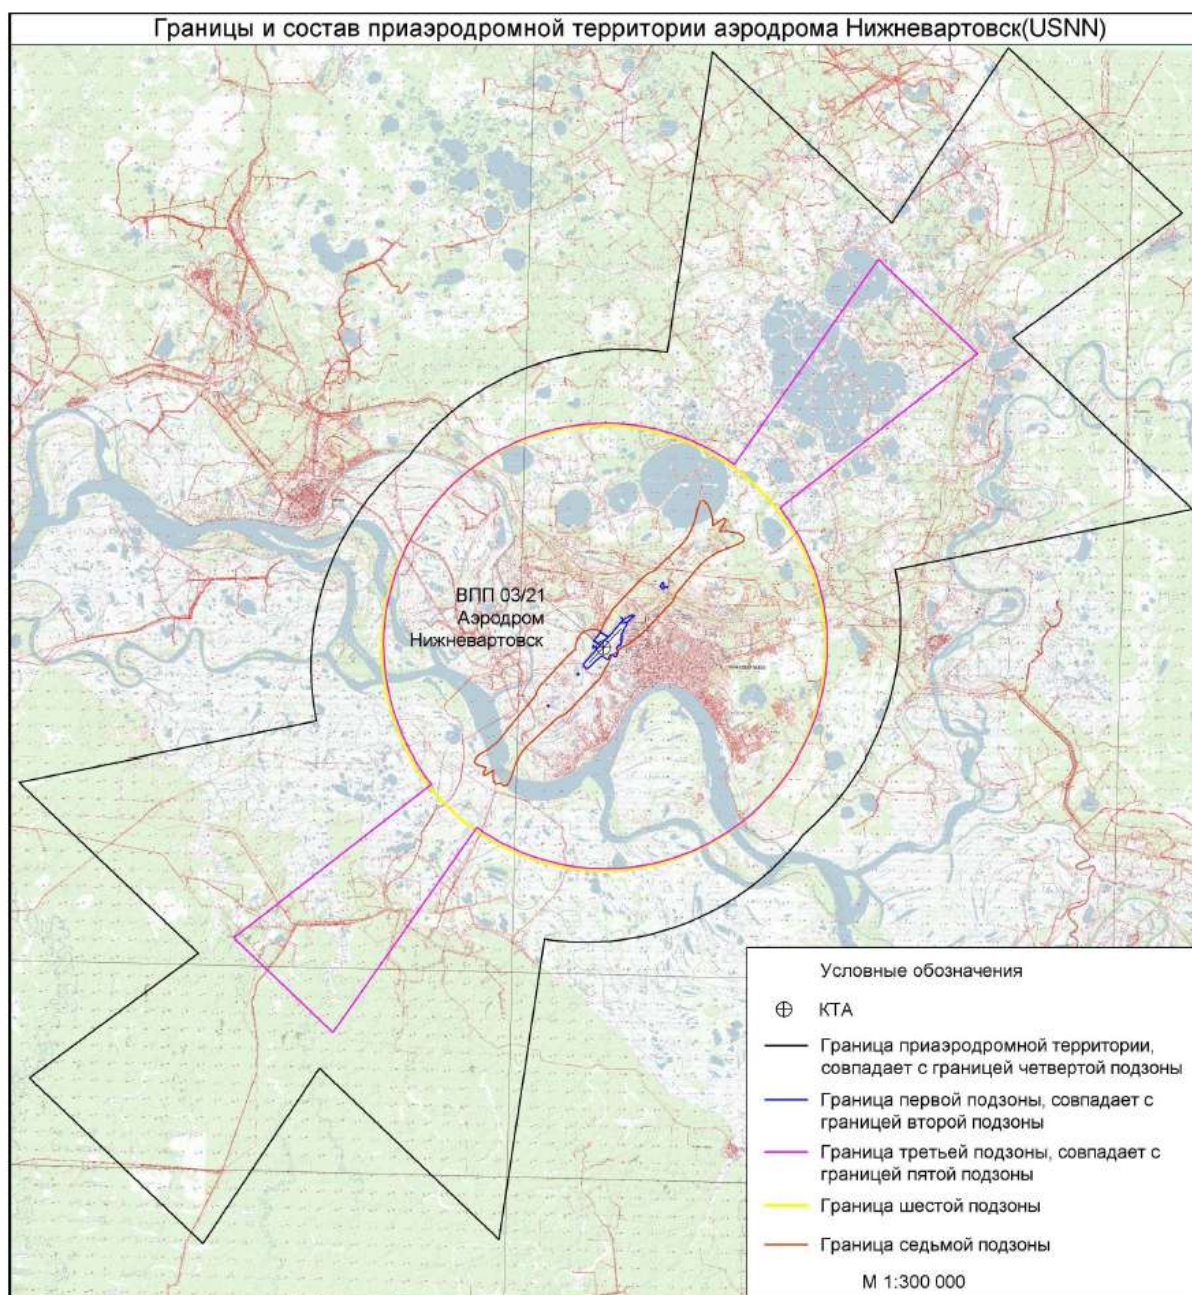 Границы и состав приаэродромной территории аэродрома Нижневартовск(USNN)
ВПП 03/21
Аэродром
Нижневартовск
Условные обозначения
КТА
Граница приаэродромной территории,
совпадает с границей четвертой подзоны
Граница первой подзоны, совпадает с
границей второй подзоны
Граница третьей подзоны, совпадает с
границей пятой подзоны
Граница шестой подзоны
Граница седьмой подзоны
М 1:300 000